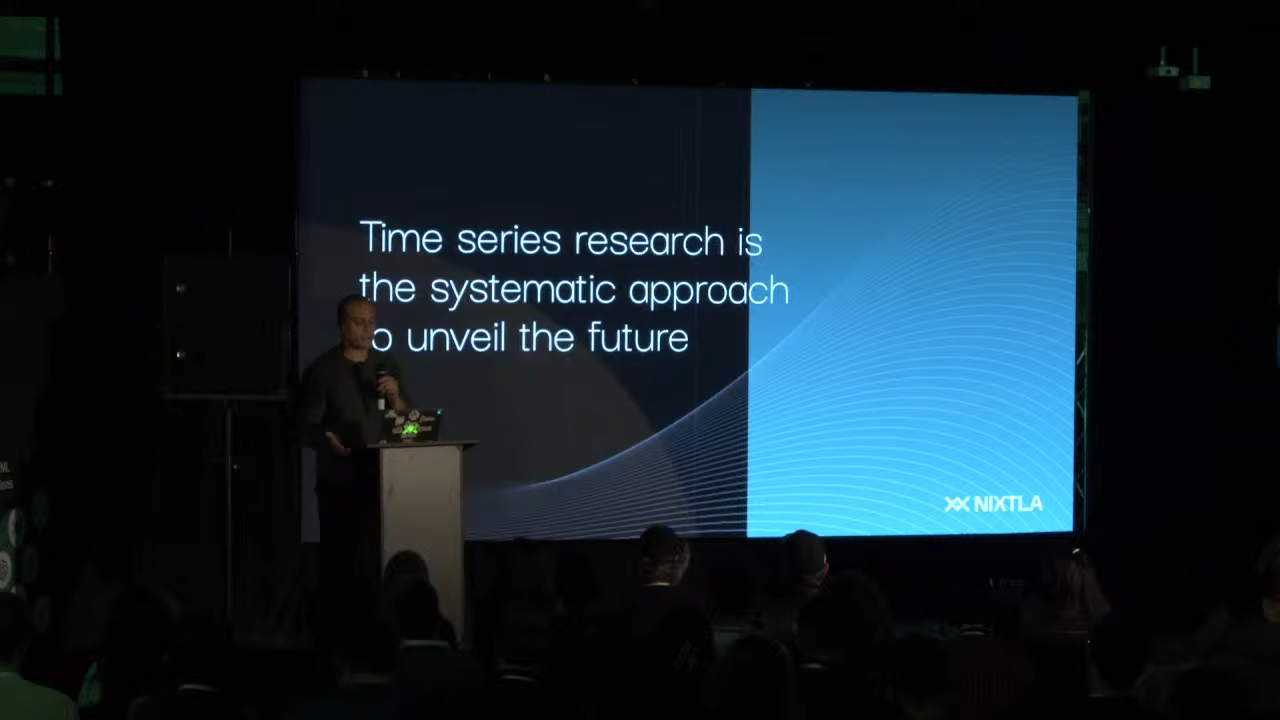 Time series research is
the systematic approach
o unveil the future
NIXTLA